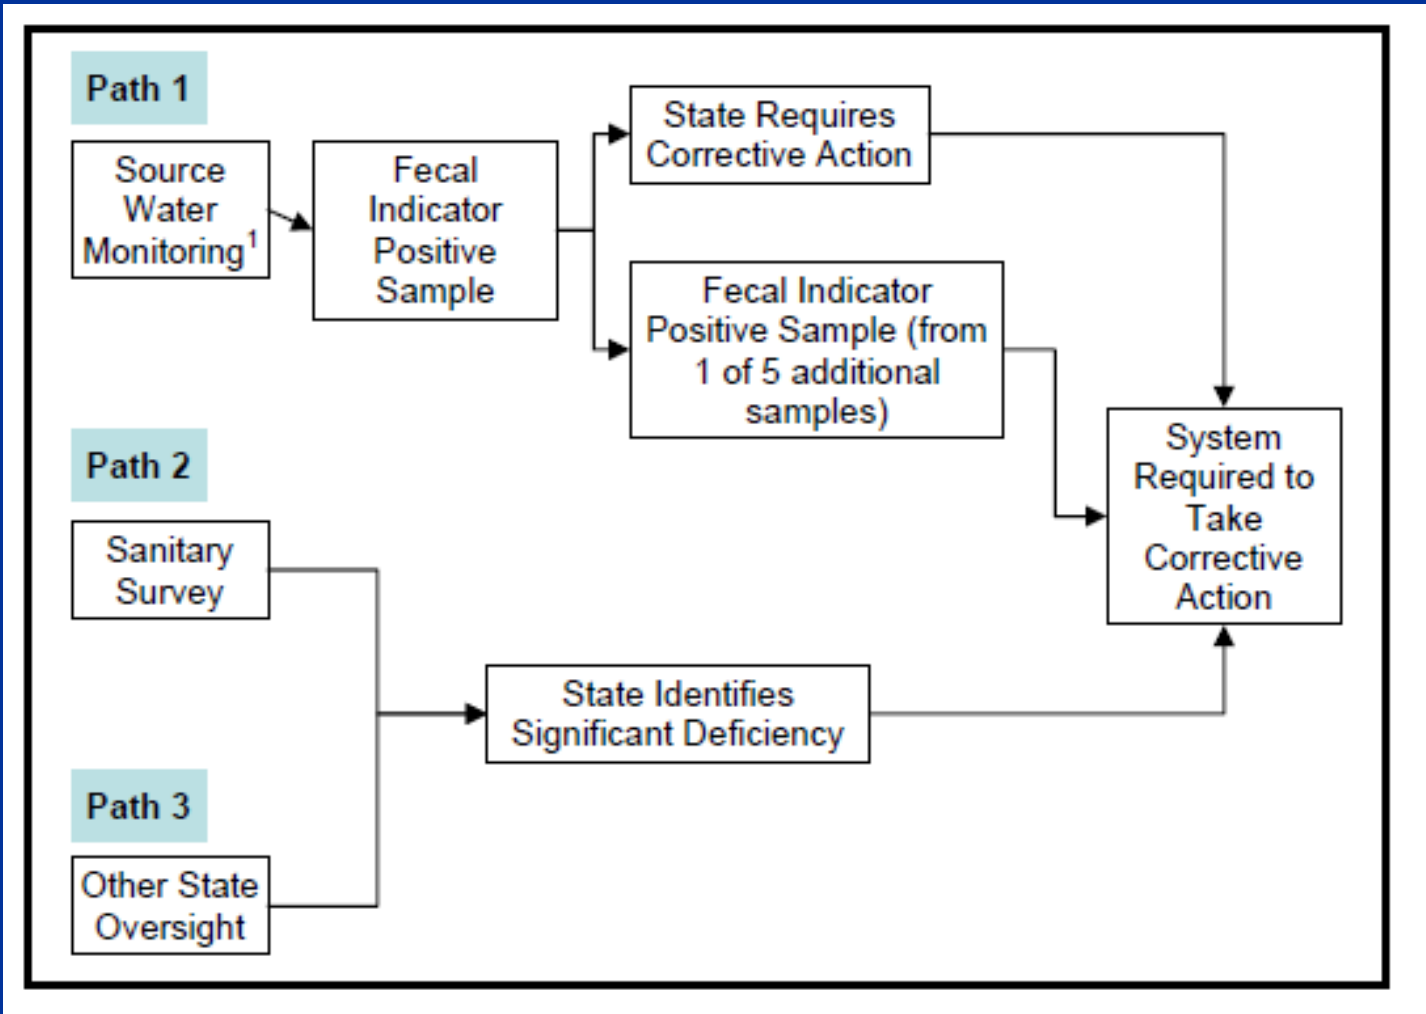 Path 1
Source
Water
Monitoring1
Fecal
Indicator
Positive
Sample
State Requires
Corrective Action
Fecal Indicator
Positive Sample (from
1 of 5 additional
samples)
Path 2
Sanitary
Survey
System
Required to
Take
Corrective
Action
State Identifies
Significant Deficiency
Path 3
Other State
Oversight